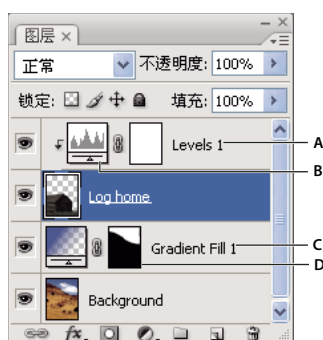 图层 ×
正常 不透明度: 100%
锁定: 填充: 100%
Levels 1 A
B
Log home
Gradient Fill 1 C
D
Background
fx.